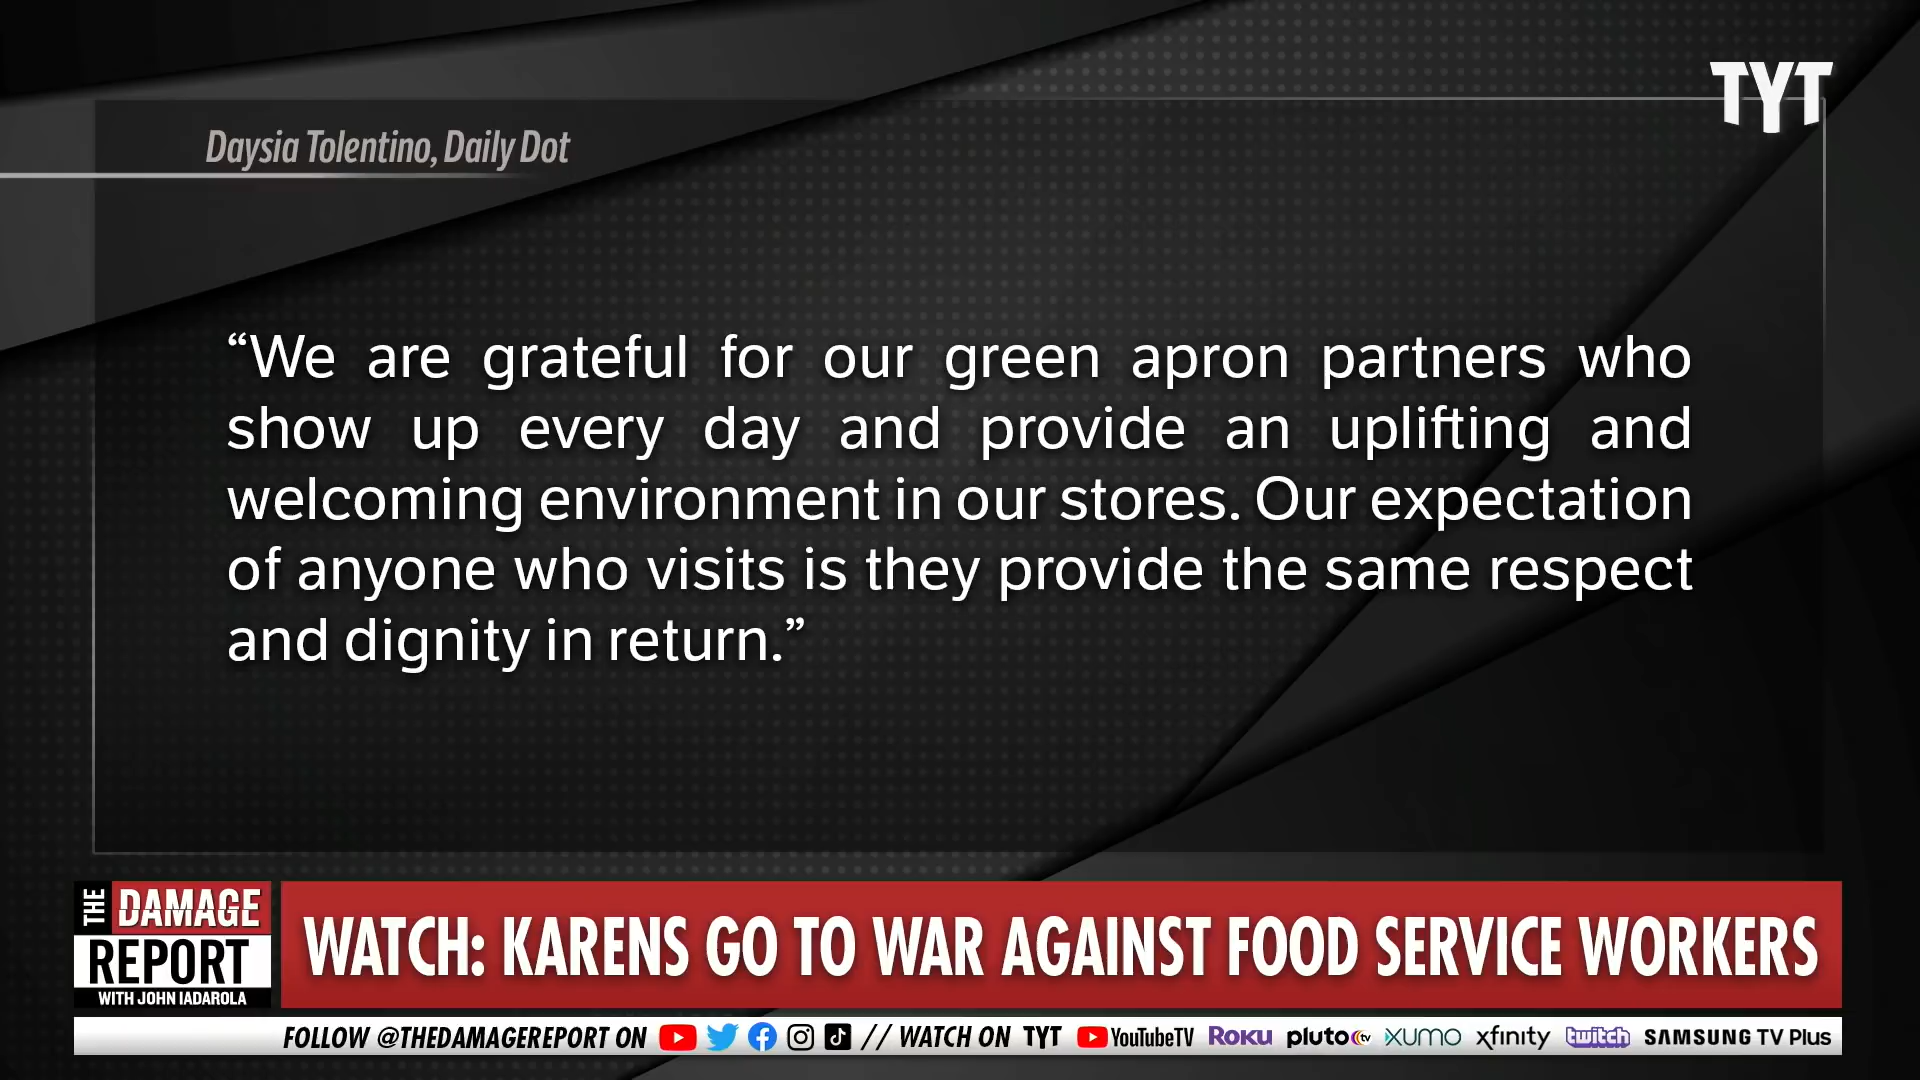 TYT
Daysia Tolentino, Daily Dot
“We are grateful for our green apron partners who
show up every day and provide an uplifting and
welcoming environment in our stores. Our expectation
of anyone who visits is they provide the same respect
and dignity in return.”
THE DAMAGE
REPORT
WITH JOHN IADAROLA
WATCH: KARENS GO TO WAR AGAINST FOOD SERVICE WORKERS
FOLLOW @THEDAMAGEREPORT ON // WATCH ON TYT YouTubeTV ROKU pluto tv XUMO xfinity twitch SAMSUNG TV Plus